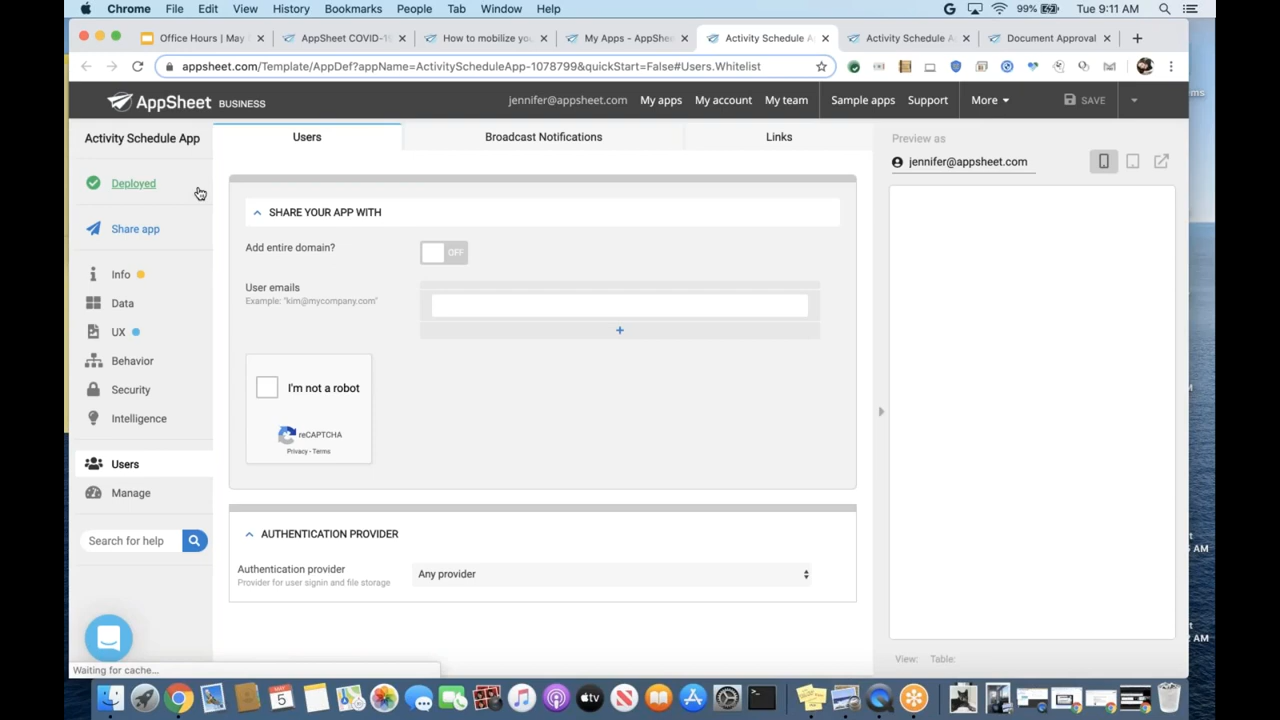 Chrome File Edit View History Bookmarks People Tab Window Help
99% Tue 9:11 AM
Office Hours | May
AppSheet COVID-19
How to mobilize you
My Apps - AppShe
Activity Schedule A
Activity Schedule A
Document Approval
appsheet.com/Template/AppDef?appName=ActivityScheduleApp-1078799&quickStart=False#Users.Whitelist
AppSheet BUSINESS
jennifer@appsheet.com My apps My account My team Sample apps Support More SAVE
Activity Schedule App
Users Broadcast Notifications Links
Preview as
jennifer@appsheet.com
Deployed
Share app
Info
Data
UX
Behavior
Security
Intelligence
Users
Manage
Search for help
SHARE YOUR APP WITH
Add entire domain?
OFF
User emails
Example: "kim@mycompany.com"
+
I'm not a robot
reCAPTCHA
Privacy - Terms
AUTHENTICATION PROVIDER
Authentication provider
Provider for user signin and file storage
Any provider
View: Table:
Waiting for cache...